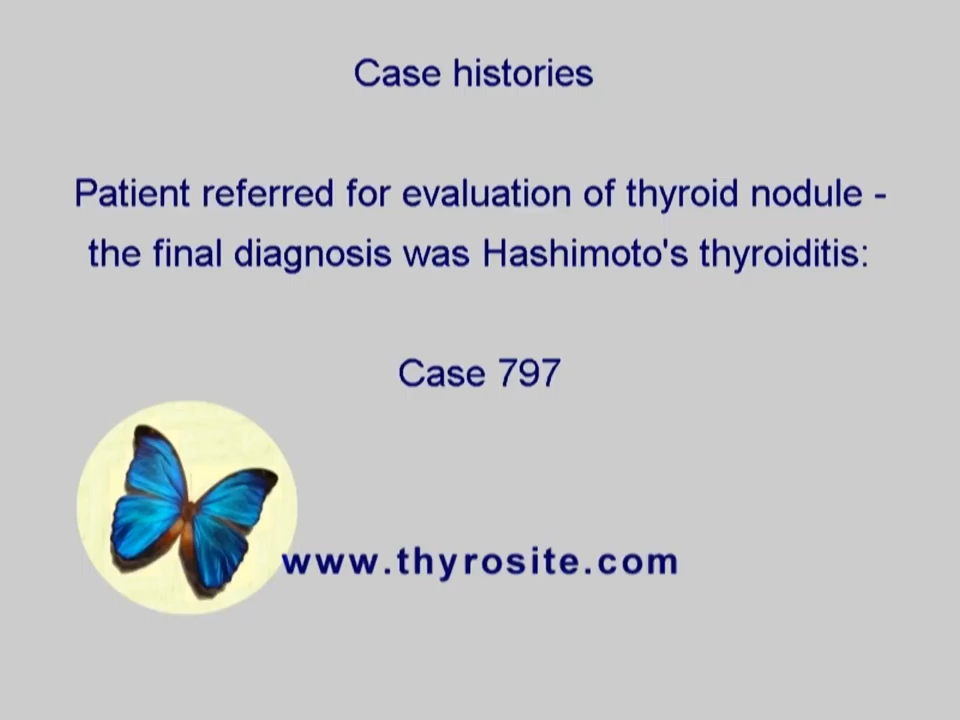 Case histories
Patient referred for evaluation of thyroid nodule -
the final diagnosis was Hashimoto's thyroiditis:
Case 797
www.thyrosite.com